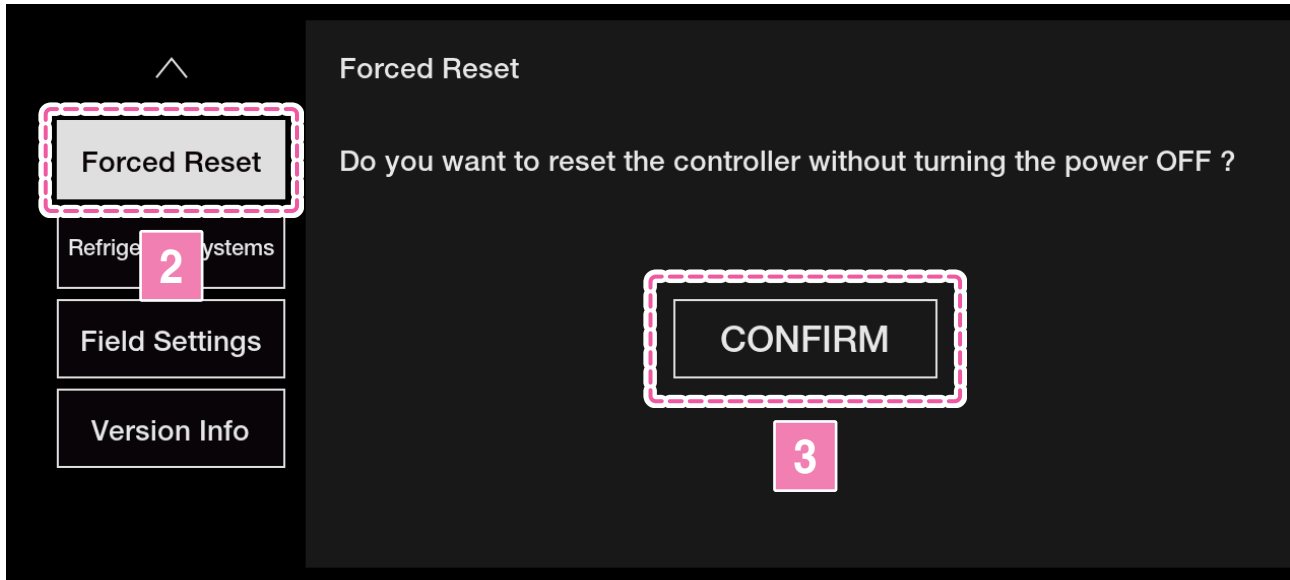 Forced Reset
Forced Reset
Do you want to reset the controller without turning the power OFF ?
2
Field Settings
CONFIRM
Version Info
3